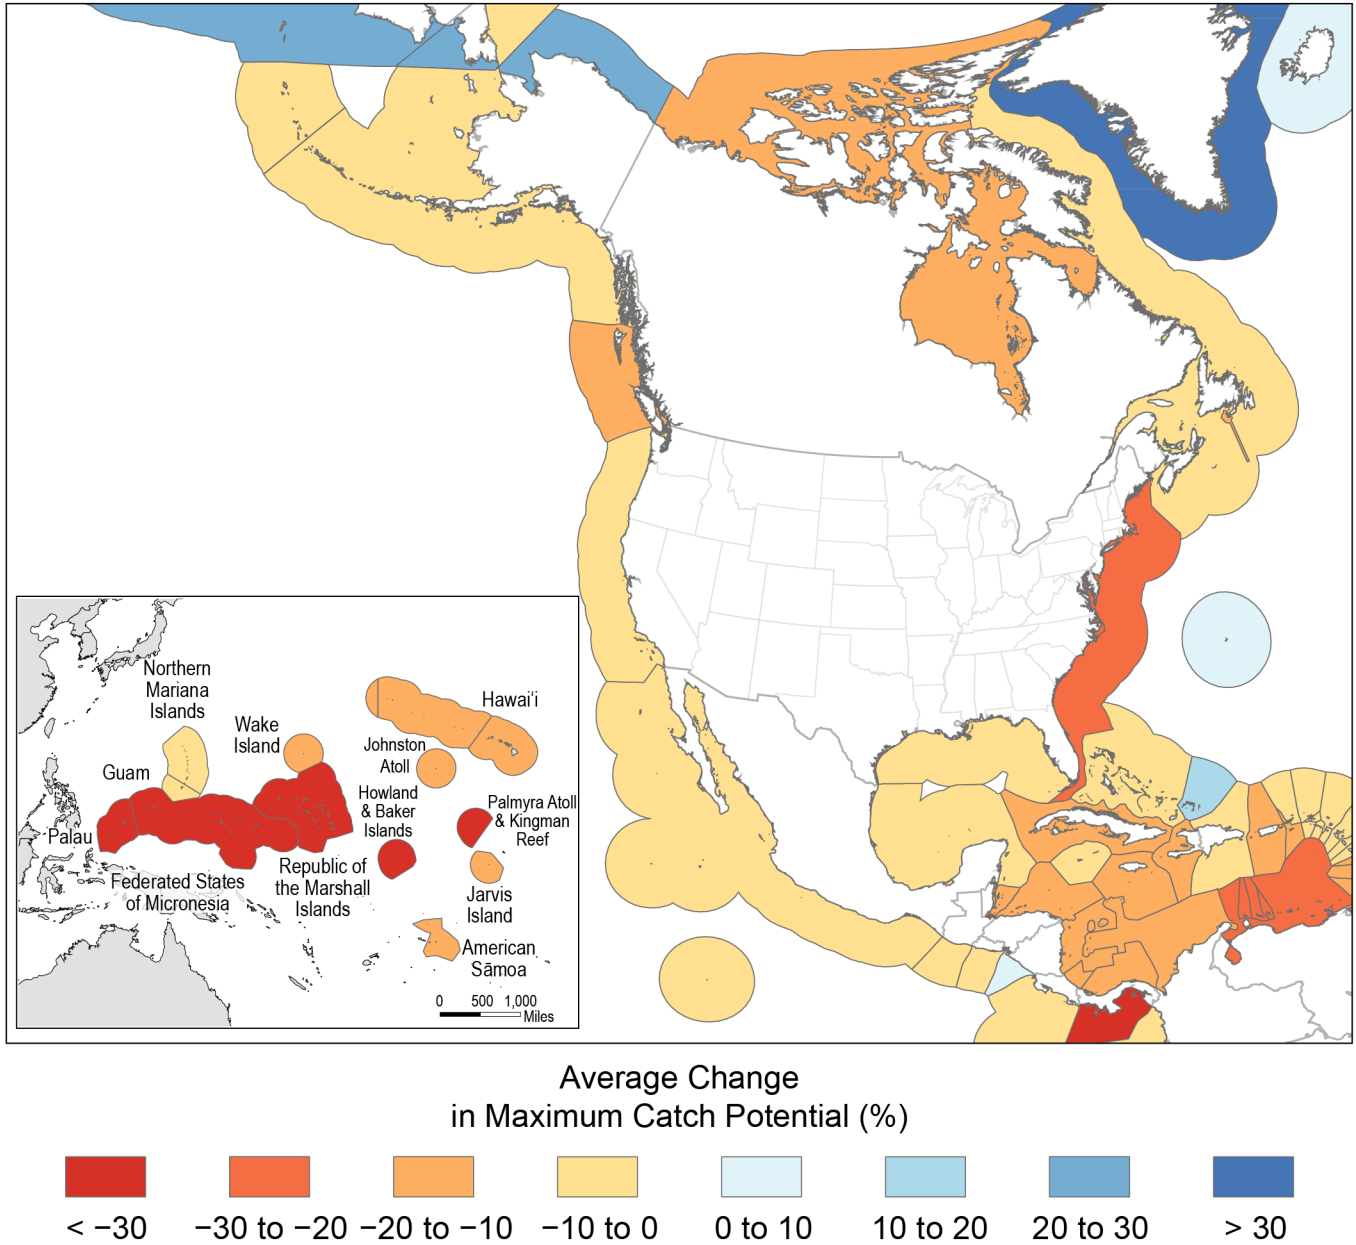 Northern
Mariana
Islands
Hawaiʻi
Wake
Island
Johnston
Atoll
Guam
Howland
& Baker
Islands
Palmyra Atoll
& Kingman
Reef
Palau
Republic of
the Marshall
Islands
Federated States
of Micronesia
Jarvis
Island
American
Sāmoa
0 500 1,000
Miles
Average Change
in Maximum Catch Potential (%)
< −30 −30 to −20 −20 to −10 −10 to 0 0 to 10 10 to 20 20 to 30 > 30